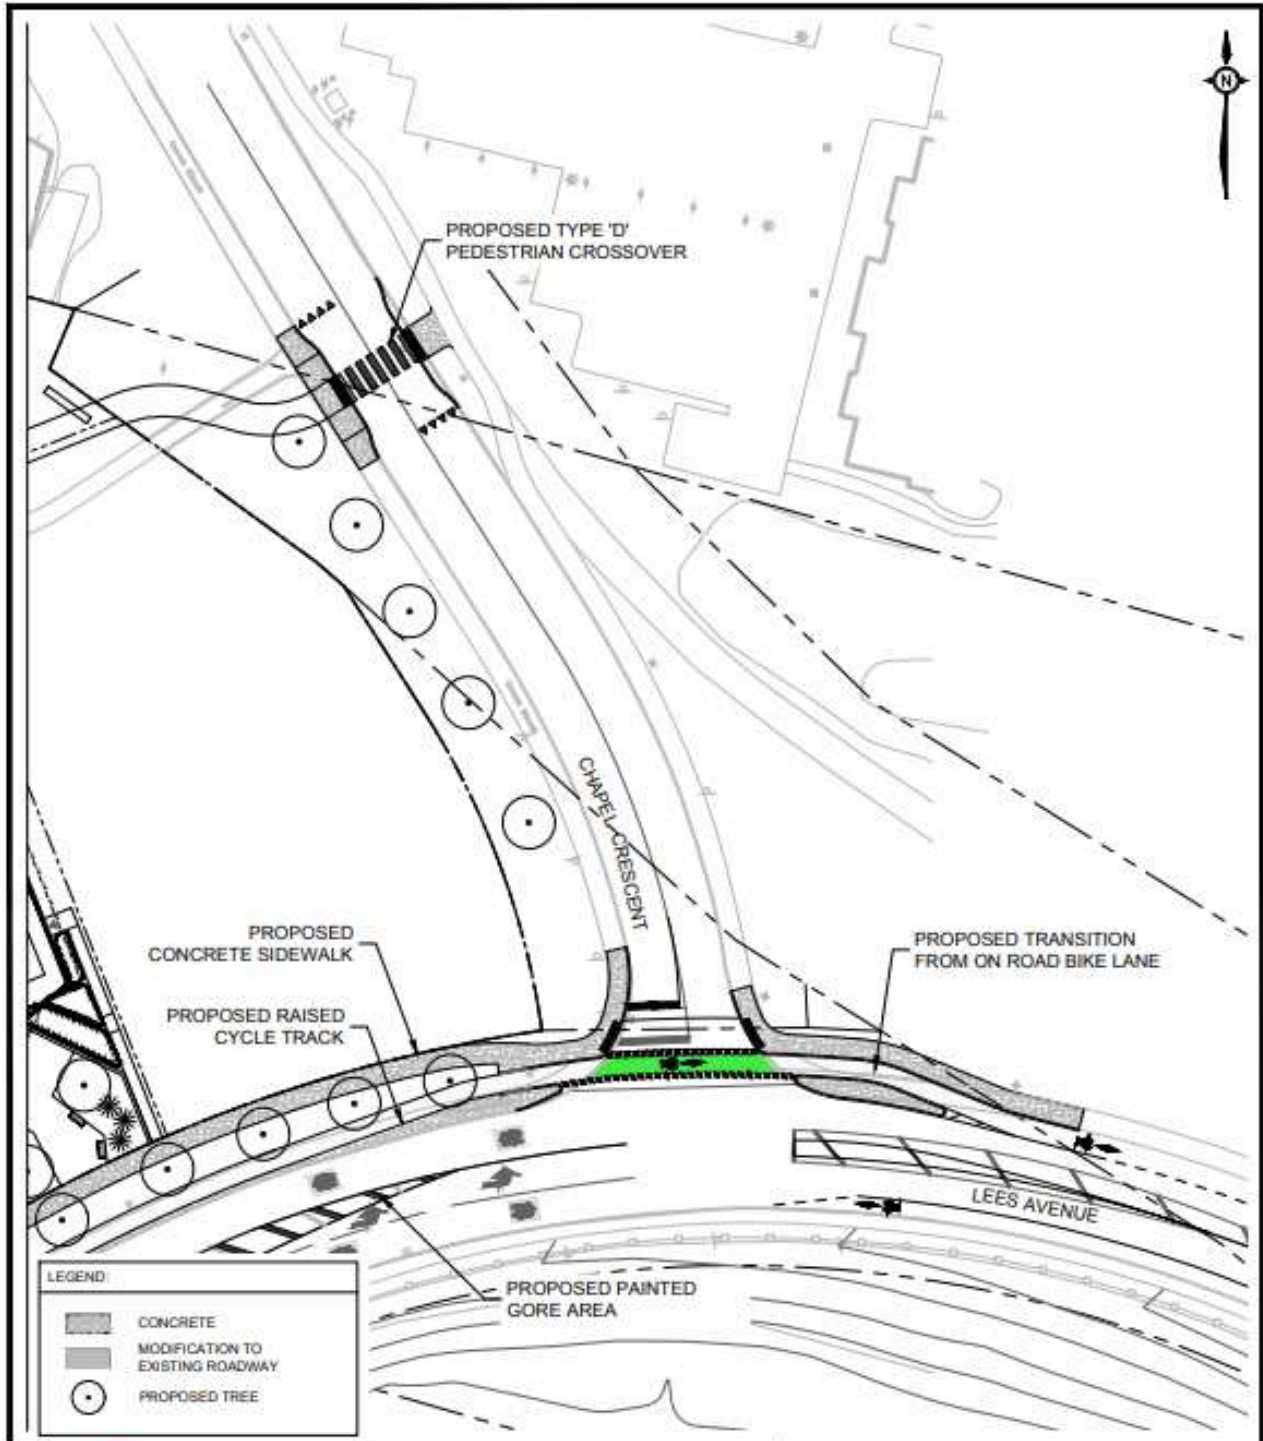 N
PROPOSED TYPE 'D'
PEDESTRIAN CROSSOVER
CHAPEL CRESCENT
PROPOSED
CONCRETE SIDEWALK
PROPOSED TRANSITION
FROM ON ROAD BIKE LANE
PROPOSED RAISED
CYCLE TRACK
LEES AVENUE
PROPOSED PAINTED
GORE AREA
LEGEND:
CONCRETE
MODIFICATION TO
EXISTING ROADWAY
PROPOSED TREE